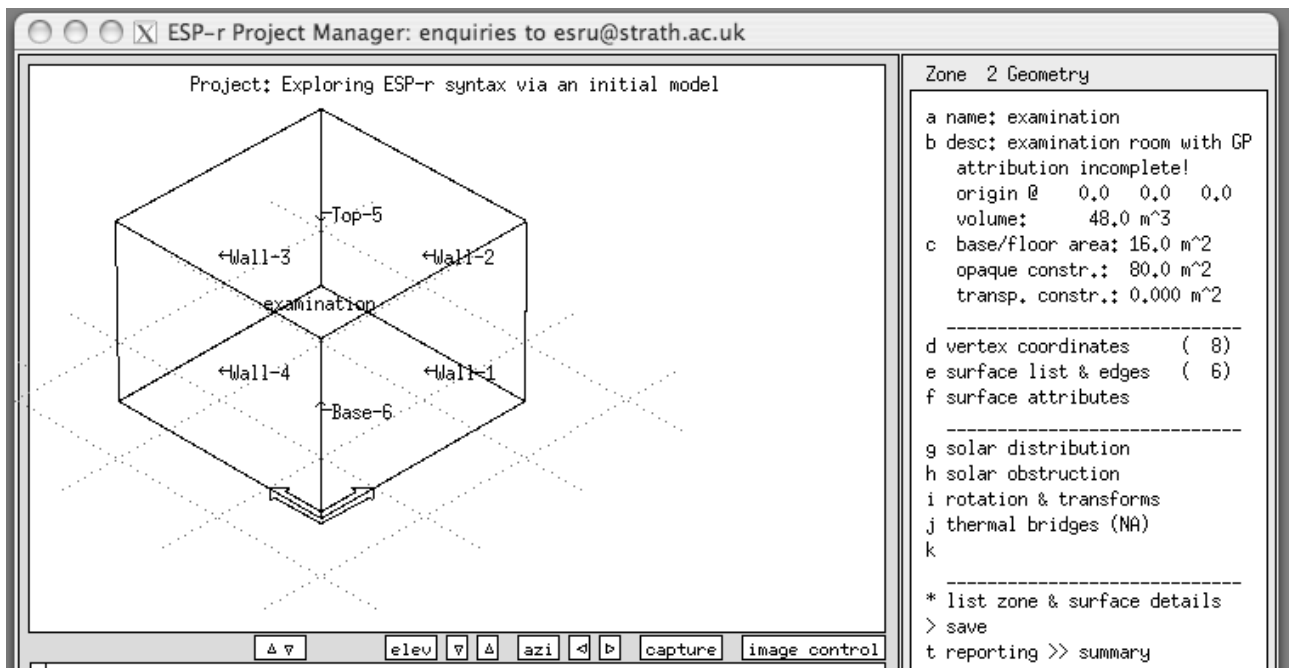 ESP-r Project Manager: enquiries to esru@strath.ac.uk
Project: Exploring ESP-r syntax via an initial model
Top-5
Wall-3
Wall-2
examination
Wall-4
Wall-1
Base-6
elev
azi
capture
image control
Zone 2 Geometry
a name: examination
b desc: examination room with GP
attribution incomplete!
origin @ 0.0 0.0 0.0
volume: 48.0 m^3
c base/floor area: 16.0 m^2
opaque constr.: 80.0 m^2
transp. constr.: 0.000 m^2
d vertex coordinates ( 8)
e surface list & edges ( 6)
f surface attributes
g solar distribution
h solar obstruction
i rotation & transforms
j thermal bridges (NA)
k
* list zone & surface details
> save
t reporting >> summary